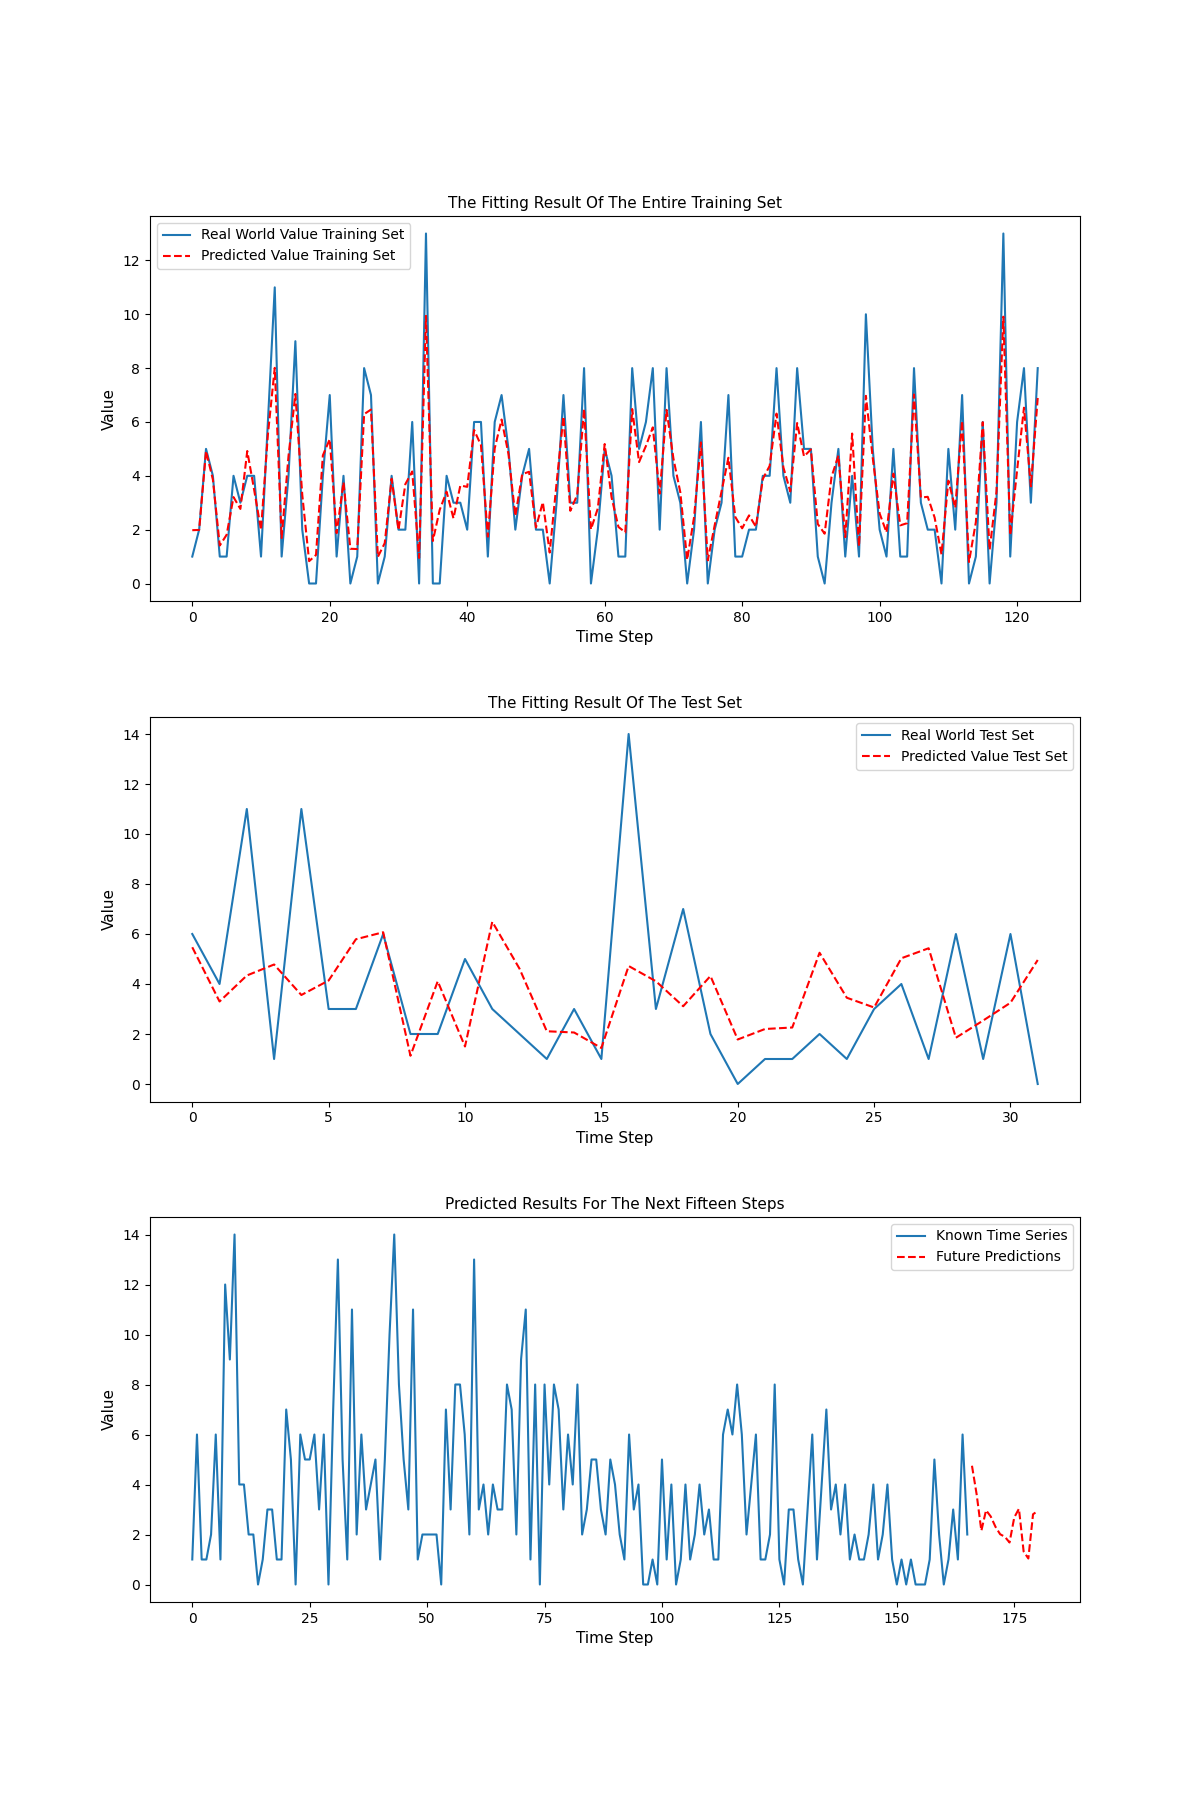 The Fitting Result Of The Entire Training Set
Real World Value Training Set
Predicted Value Training Set
Value
12
10
8
6
4
2
0
0 20 40 60 80 100 120
Time Step
The Fitting Result Of The Test Set
Real World Test Set
Predicted Value Test Set
Value
14
12
10
8
6
4
2
0
0 5 10 15 20 25 30
Time Step
Predicted Results For The Next Fifteen Steps
Known Time Series
Future Predictions
Value
14
12
10
8
6
4
2
0
0 25 50 75 100 125 150 175
Time Step